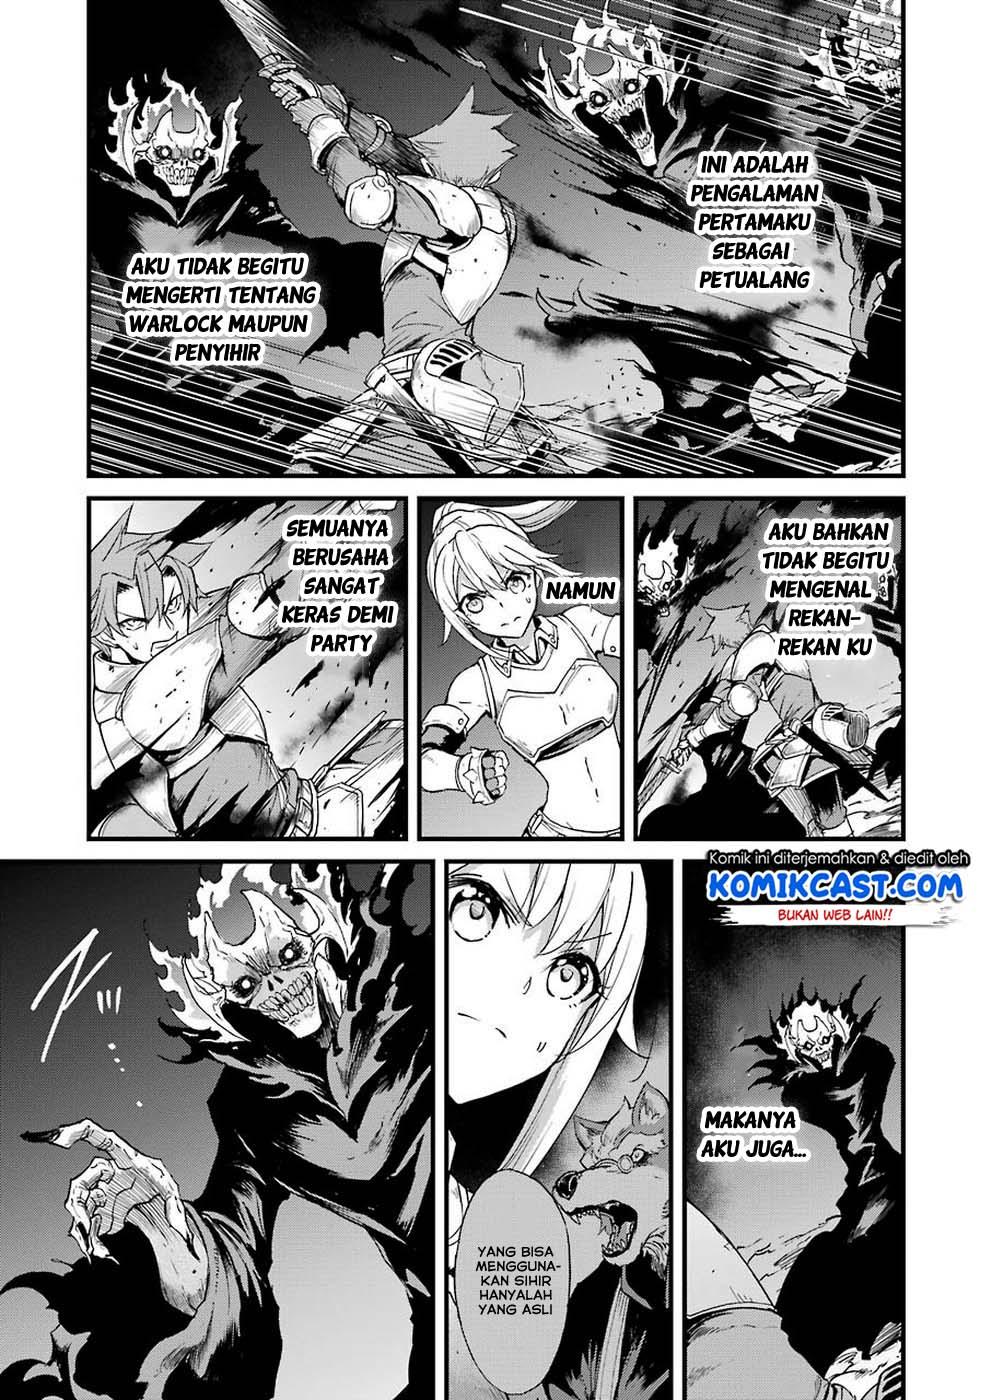 INI ADALAH
PENGALAMAN
PERTAMAKU
SEBAGAI
PETUALANG
AKU TIDAK BEGITU
MENGERTI TENTANG
WARLOCK MAUPUN
PENYIHIR
AKU BAHKAN
TIDAK BEGITU
MENGENAL
REKAN-
REKAN KU
NAMUN
SEMUANYA
BERUSAHA
SANGAT
KERAS DEMI
PARTY
Komik ini diterjemahkan & diedit oleh
KOMIKCAST.COM
BUKAN WEB LAIN!!
MAKANYA
AKU JUGA...
YANG BISA
MENGGUNA-
KAN SIHIR
HANYALAH
YANG ASLI